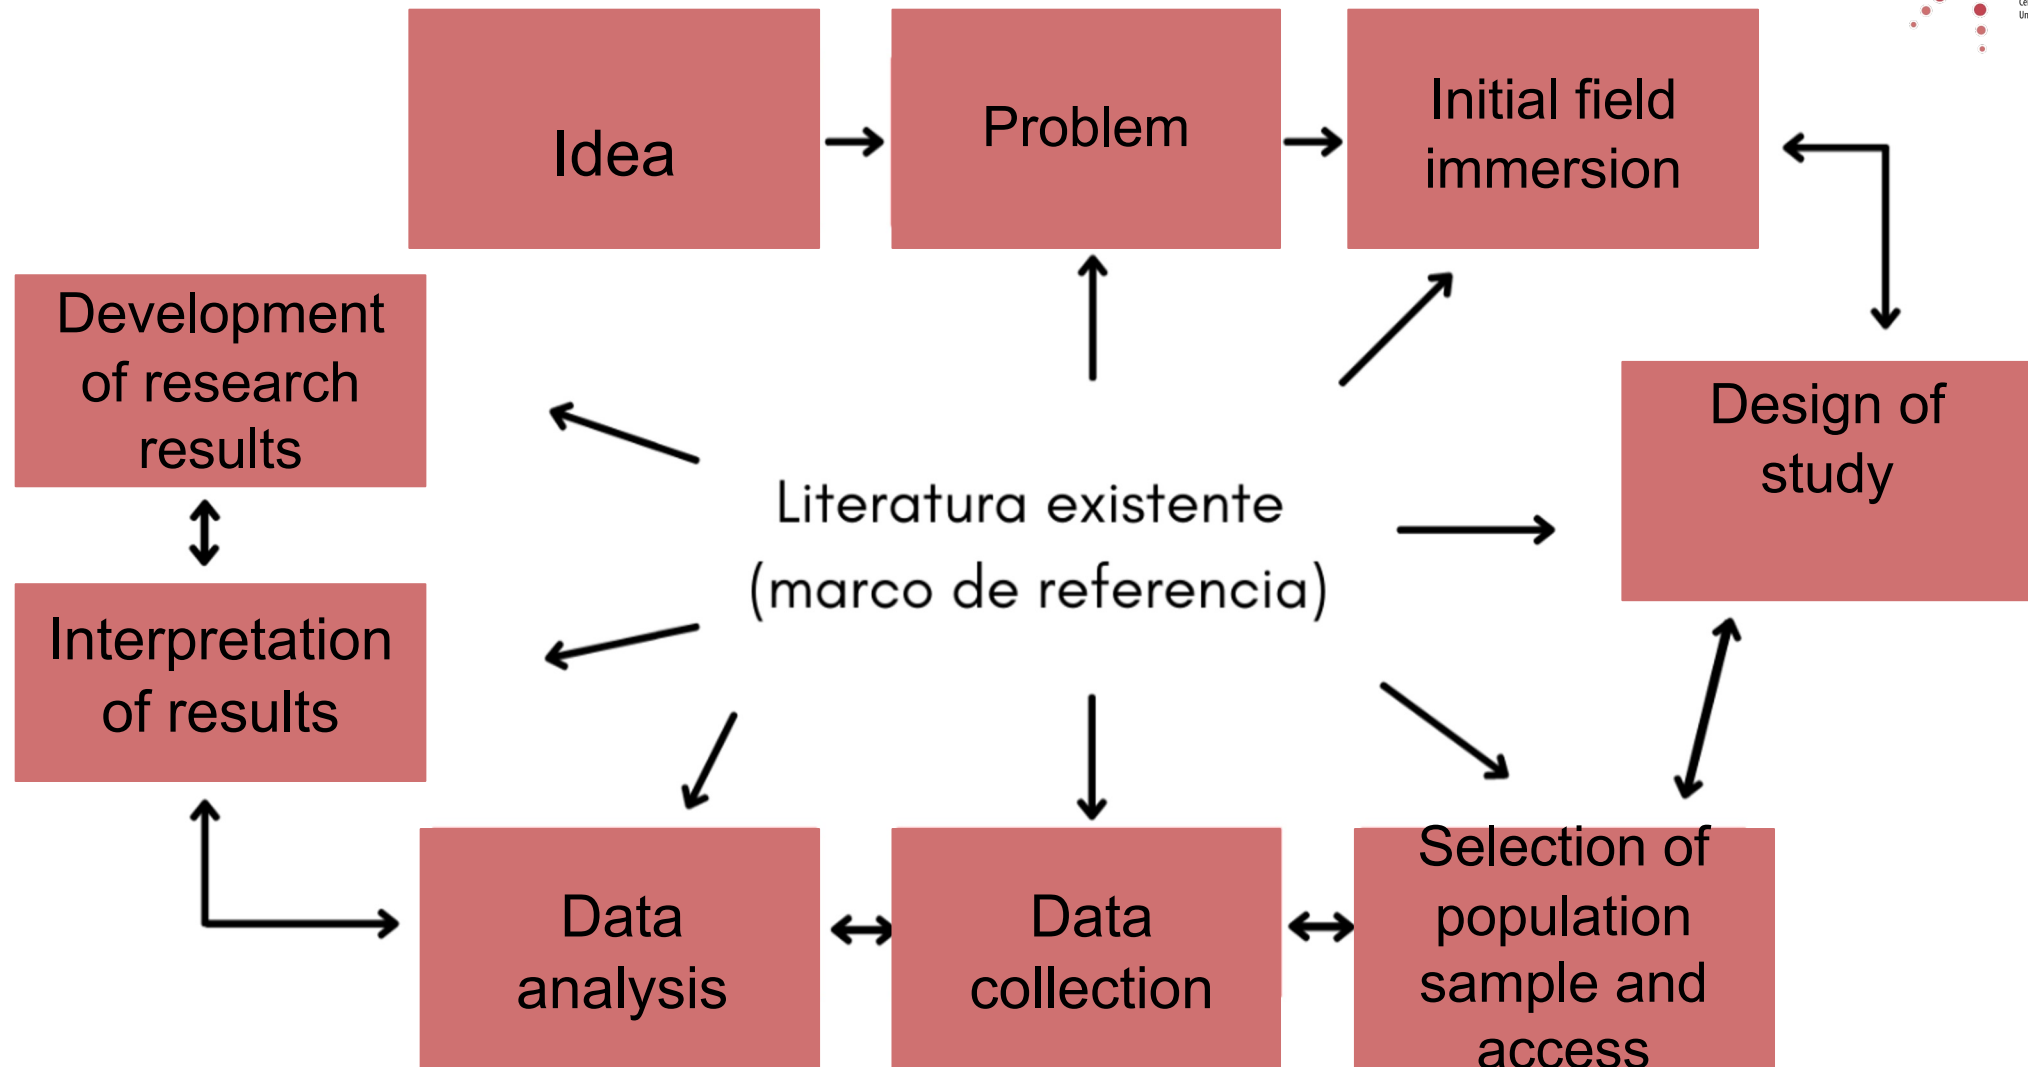 Idea
Problem
Initial field
immersion
Development
of research
results
Design of
study
Literatura existente
(marco de referencia)
Interpretation
of results
Data
analysis
Data
collection
Selection of
population
sample and
access